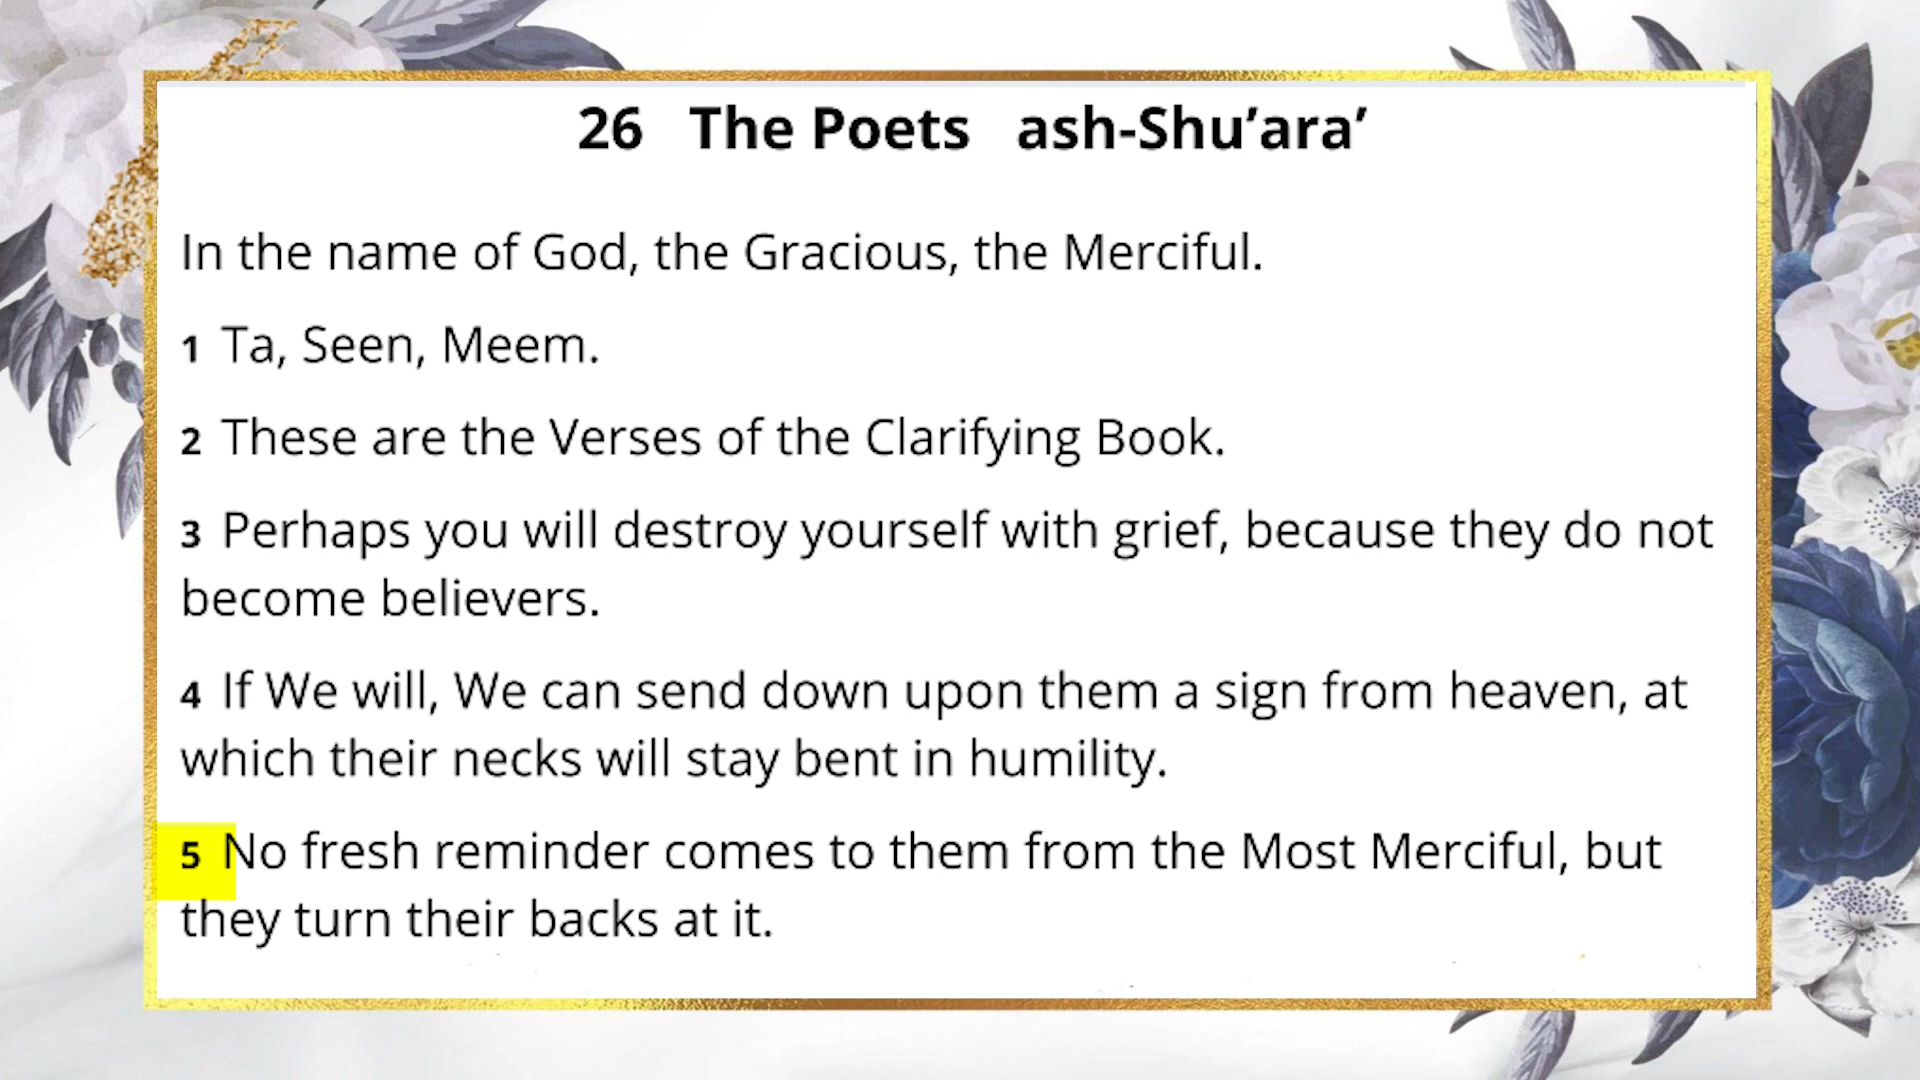 26 The Poets ash-Shu’ara’
In the name of God, the Gracious, the Merciful.
1 Ta, Seen, Meem.
2 These are the Verses of the Clarifying Book.
3 Perhaps you will destroy yourself with grief, because they do not
become believers.
4 If We will, We can send down upon them a sign from heaven, at
which their necks will stay bent in humility.
5 No fresh reminder comes to them from the Most Merciful, but
they turn their backs at it.